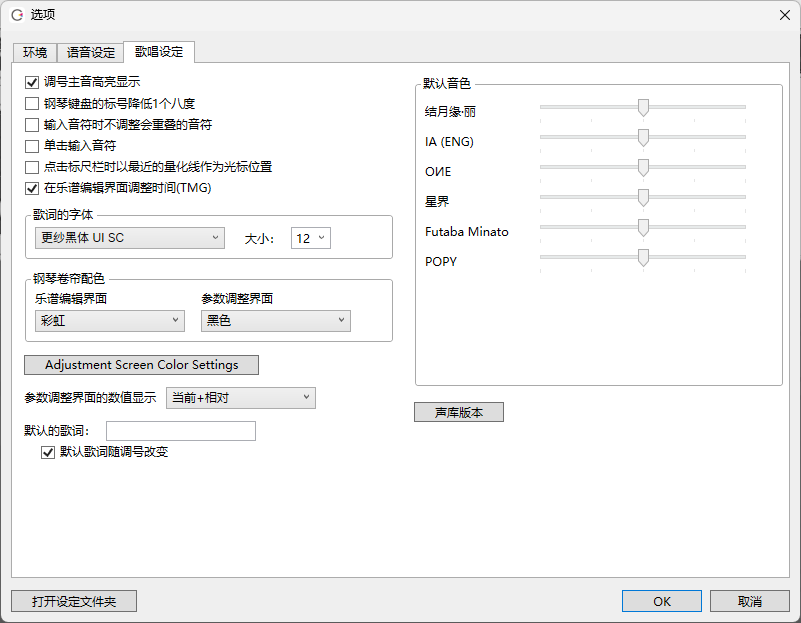 选项
环境 语音设定 歌唱设定
调号主音高亮显示
钢琴键盘的标号降低1个八度
输入音符时不调整会重叠的音符
单击输入音符
点击标尺栏时以最近的量化线作为光标位置
在乐谱编辑界面调整时间(TMG)
歌词的字体
更纱黑体 UI SC 大小: 12
钢琴卷帘配色
乐谱编辑界面 参数调整界面
彩虹 黑色
Adjustment Screen Color Settings
参数调整界面的数值显示 当前+相对
默认的歌词:
默认歌词随调号改变
默认音色
结月缘·丽
IA (ENG)
OИE
星界
Futaba Minato
POPY
声库版本
打开设定文件夹 OK 取消